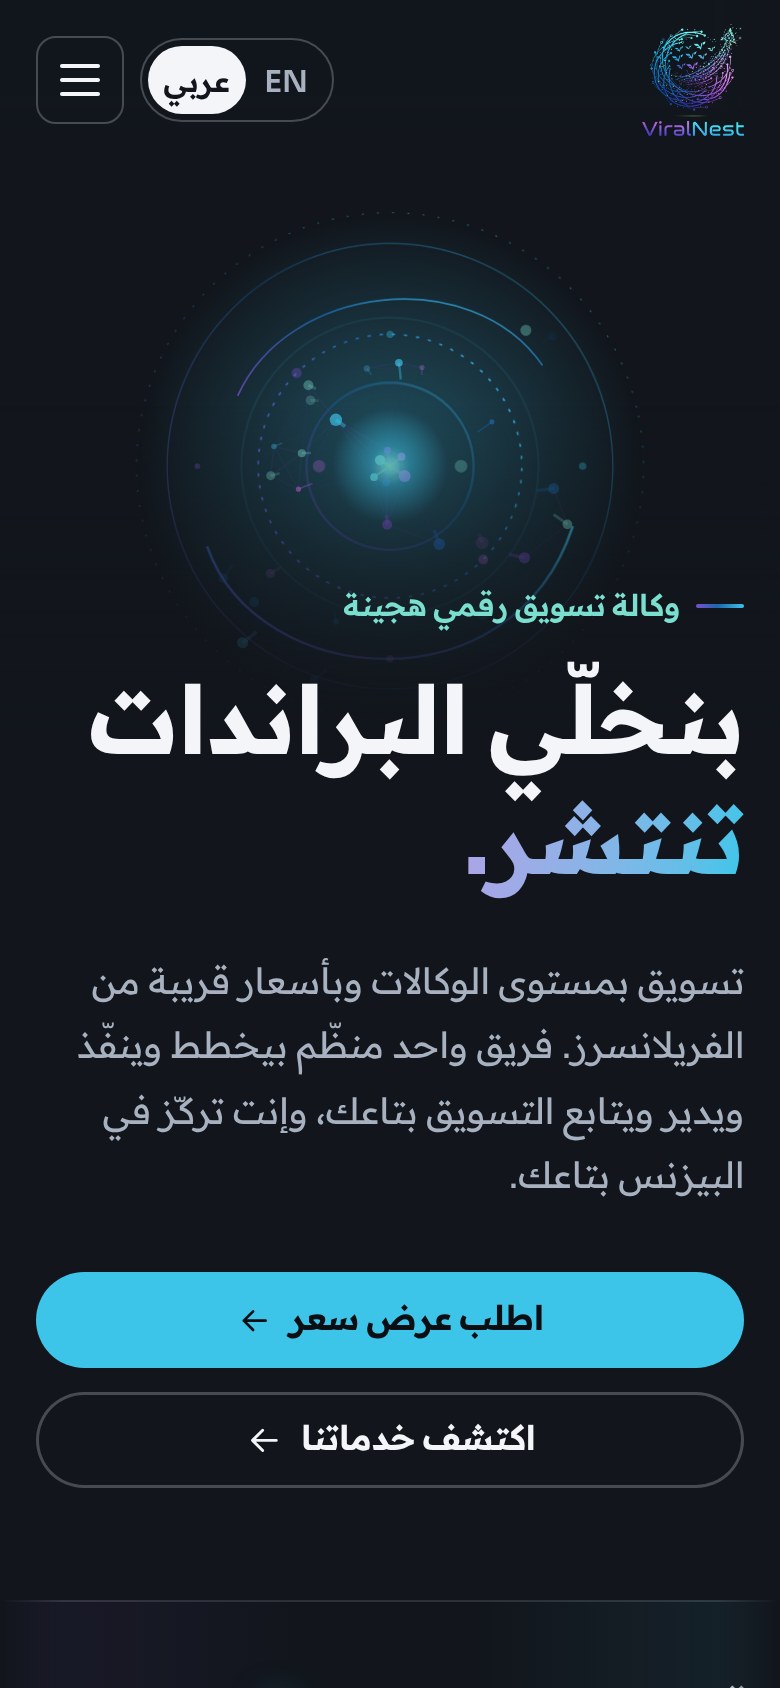 ViralNest
EN
عربي
وكالة تسويق رقمي هجينة
بنخلّي البراندات
تنتشر.
تسويق بمستوى الوكالات وبأسعار قريبة من
الفريلانسرز. فريق واحد منظّم بيخطط وينفّذ
ويدير ويتابع التسويق بتاعك، وإنت تركّز في
البيزنس بتاعك.
اطلب عرض سعر ←
اكتشف خدماتنا ←